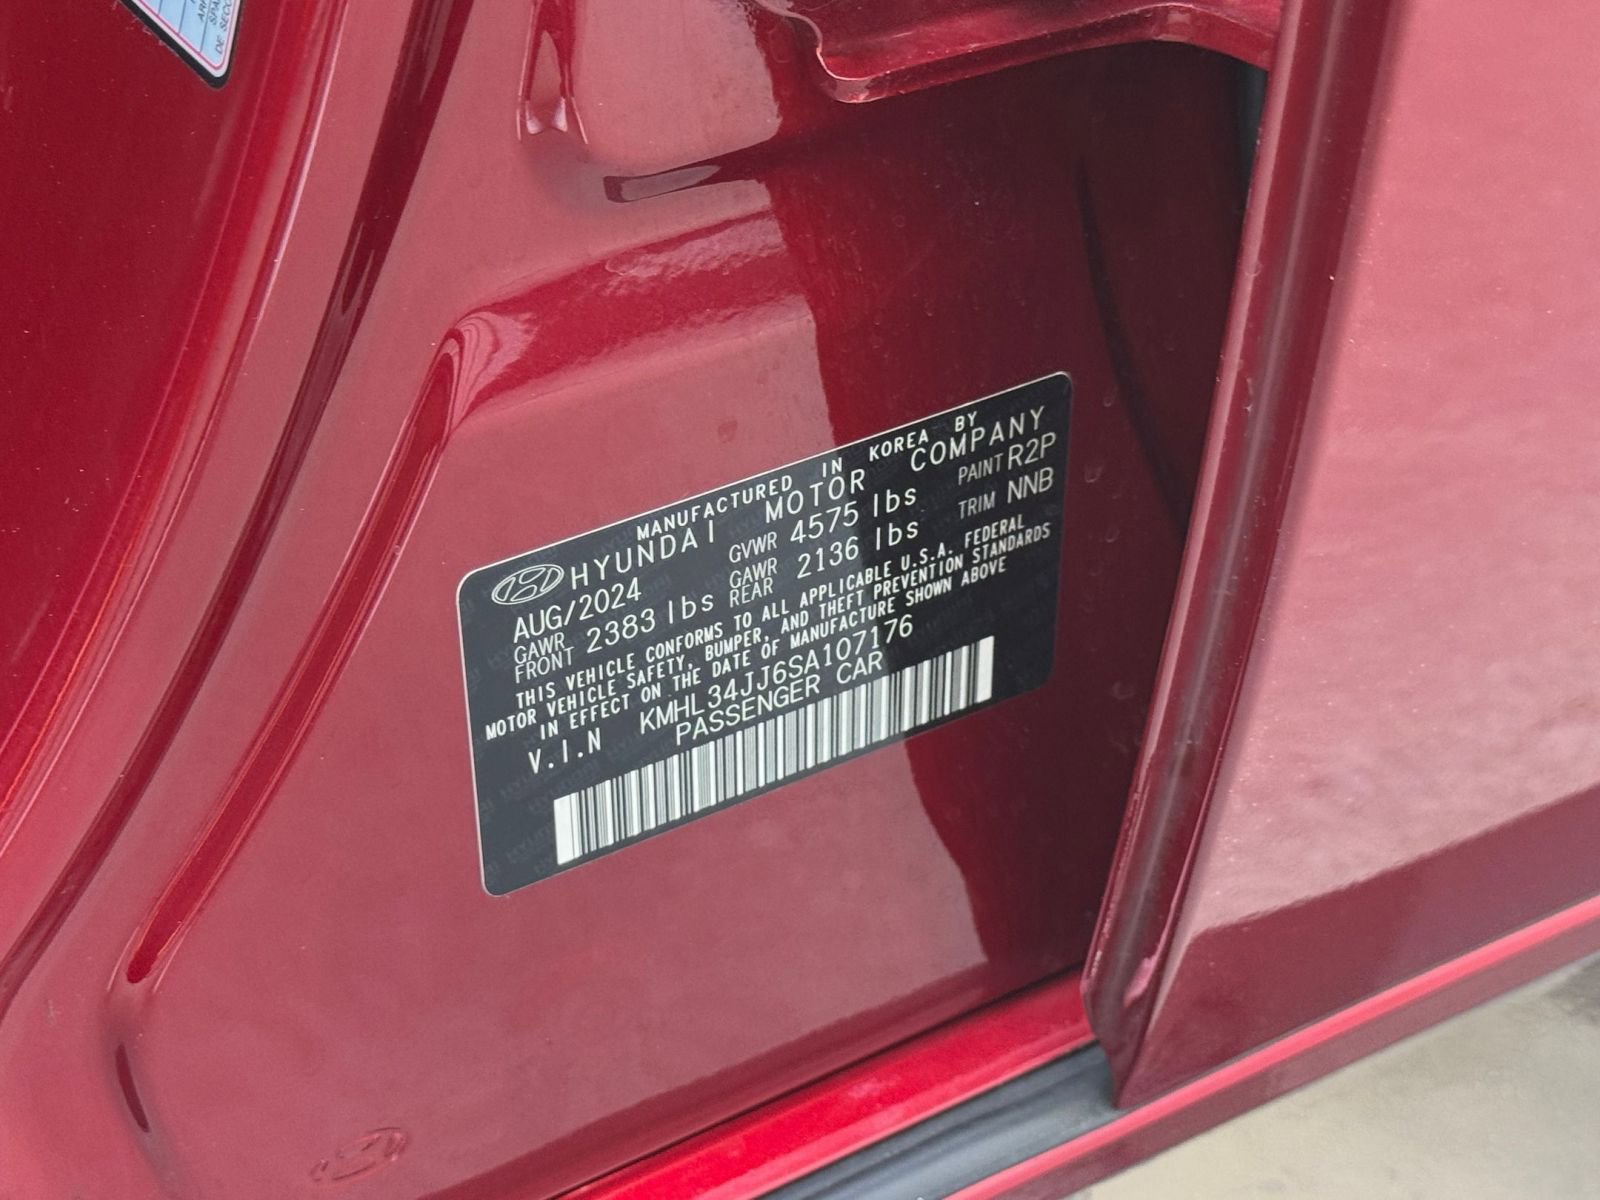 MANUFACTURED IN KOREA BY
HYUNDAI MOTOR COMPANY
AUG/2024 GVWR 4575 lbs PAINT R2P
GAWR FRONT 2383 lbs GAWR REAR 2136 lbs TRIM NNB
THIS VEHICLE CONFORMS TO ALL APPLICABLE U.S.A. FEDERAL
MOTOR VEHICLE SAFETY, BUMPER, AND THEFT PREVENTION STANDARDS
IN EFFECT ON THE DATE OF MANUFACTURE SHOWN ABOVE
V.I.N KMHL34JJ6SA107176
PASSENGER CAR